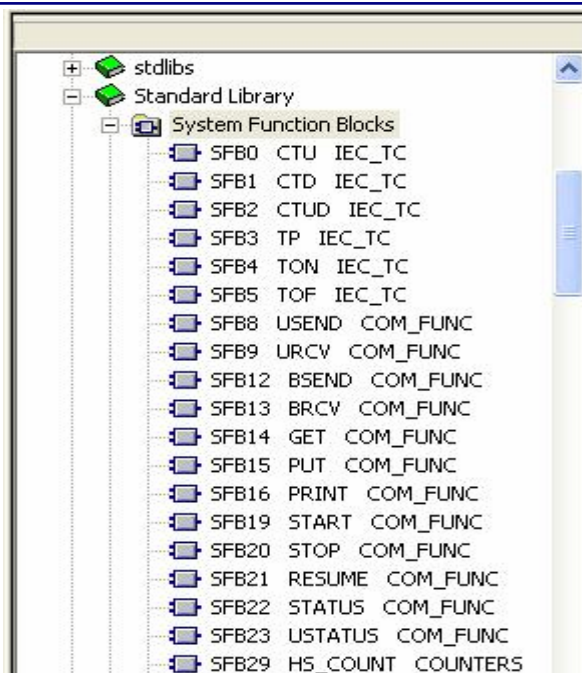 stdlibs
Standard Library
System Function Blocks
SFB0 CTU IEC_TC
SFB1 CTD IEC_TC
SFB2 CTUD IEC_TC
SFB3 TP IEC_TC
SFB4 TON IEC_TC
SFB5 TOF IEC_TC
SFB8 USEND COM_FUNC
SFB9 URCV COM_FUNC
SFB12 BSEND COM_FUNC
SFB13 BRCV COM_FUNC
SFB14 GET COM_FUNC
SFB15 PUT COM_FUNC
SFB16 PRINT COM_FUNC
SFB19 START COM_FUNC
SFB20 STOP COM_FUNC
SFB21 RESUME COM_FUNC
SFB22 STATUS COM_FUNC
SFB23 USTATUS COM_FUNC
SFB29 HS_COUNT COUNTERS